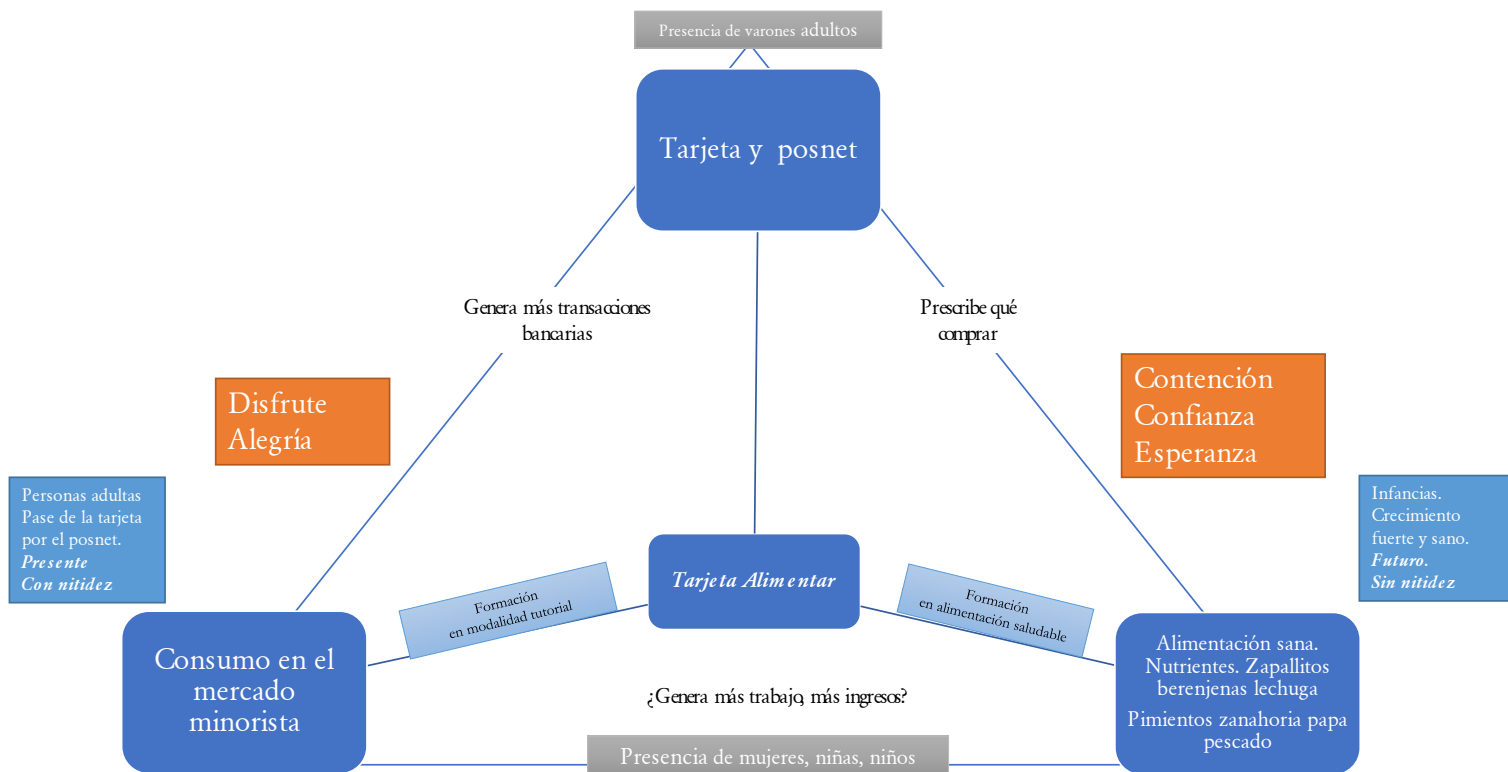 Presencia de varones adultos
Tarjeta y posnet
Genera más transacciones
bancarias
Prescribe qué
comprar
Disfrute
Alegría
Contención
Confianza
Esperanza
Personas adultas
Pase de la tarjeta
por el posnet.
Presente
Con nitidez
Infancias.
Crecimiento
fuerte y sano.
Futuro.
Sin nitidez
Tarjeta Alimentar
Formación
en modalidad tutorial
Formación
en alimentación saludable
Consumo en el
mercado
minorista
Alimentación sana.
Nutrientes. Zapallitos
berenjenas lechuga
Pimientos zanahoria papa
pescado
¿Genera más trabajo, más ingresos?
Presencia de mujeres, niñas, niños